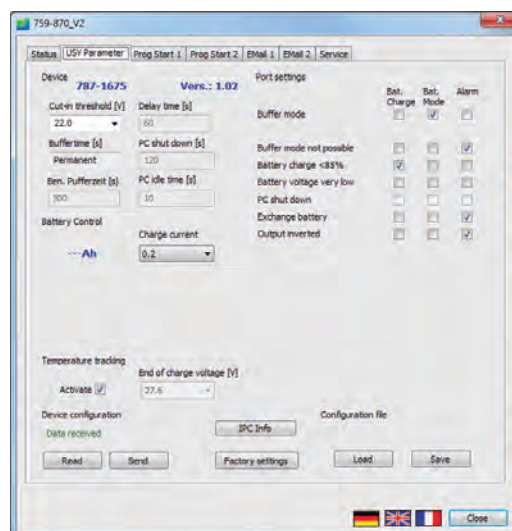 759-870_V2
Status USV Parameter Prog Start 1 Prog Start 2 EMail 1 EMail 2 Service
Device
787-1675 Vers.: 1.02
Port settings
Bat. Charge Bat. Mode Alarm
Cut-in threshold [V] Delay time [s]
22.0 60
Buffer mode
Buffertime [s] PC shut down [s]
Permanent 120
Ben. Pufferzeit [s] PC idle time [s]
300 10
Buffer mode not possible
Battery charge <85%
Battery voltage very low
PC shut down
Exchange battery
Output inverted
Battery Control
---Ah
Charge current
0.2
Temperature tracking
Activate
End of charge voltage [V]
27.6
Device configuration
Data received
IPC Info
Configuration file
Read Send Factory settings Load Save
Close